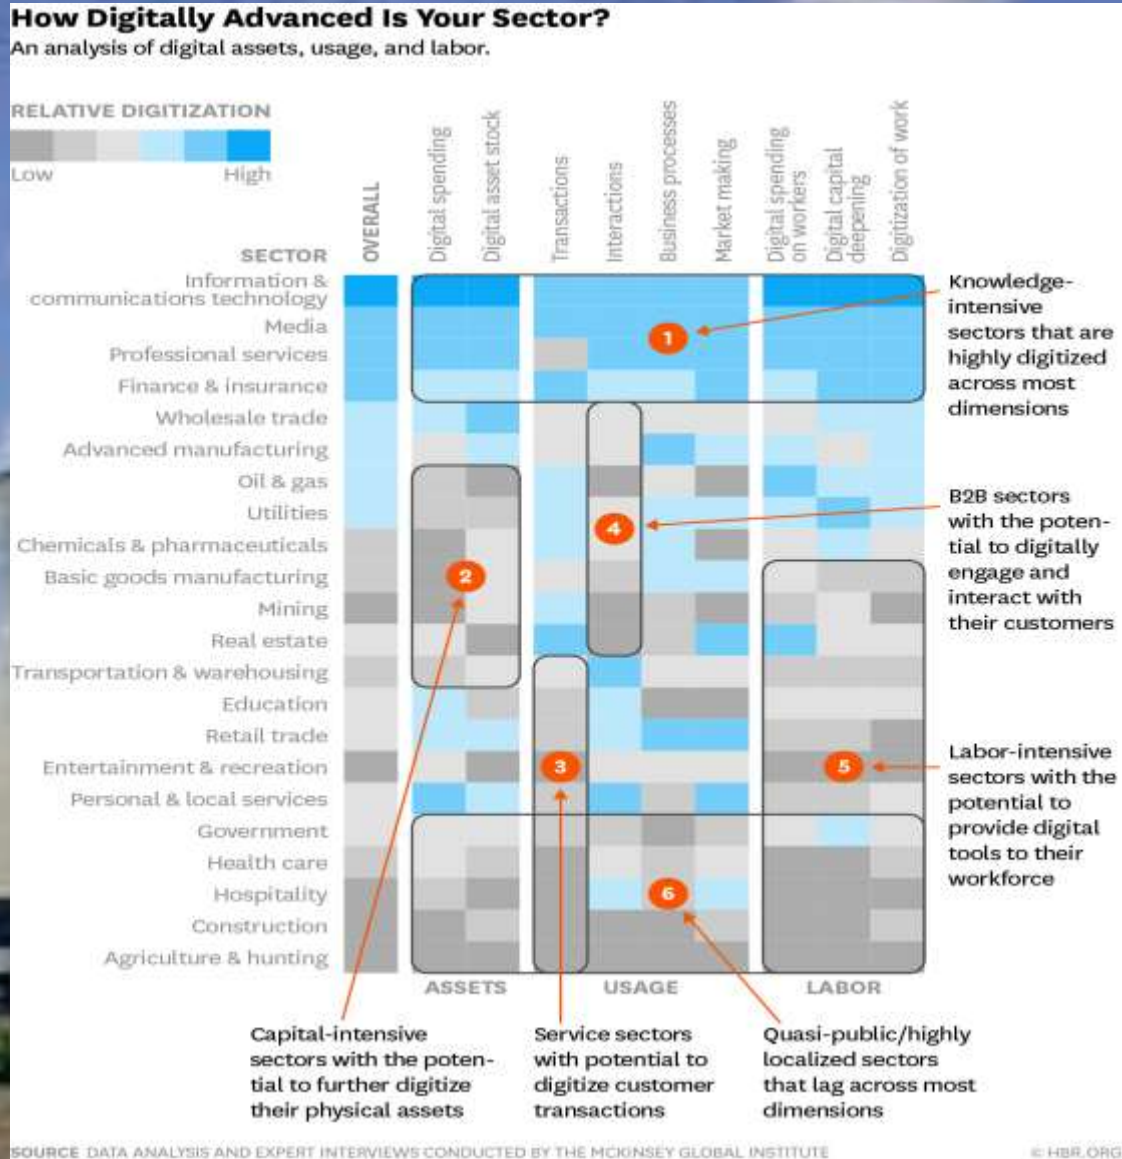 How Digitally Advanced Is Your Sector?
An analysis of digital assets, usage, and labor.
RELATIVE DIGITIZATION
Low
High
SECTOR
OVERALL
Digital spending
Digital asset stock
Transactions
Interactions
Business processes
Market making
Digital spending
on workers
Digital capital
deepening
Digitization of work
Information &
communications technology
Media
Professional services
Finance & insurance
Wholesale trade
Advanced manufacturing
Oil & gas
Utilities
Chemicals & pharmaceuticals
Basic goods manufacturing
Mining
Real estate
Transportation & warehousing
Education
Retail trade
Entertainment & recreation
Personal & local services
Government
Health care
Hospitality
Construction
Agriculture & hunting
1
2
3
4
5
6
Knowledge-
intensive
sectors that are
highly digitized
across most
dimensions
B2B sectors
with the poten-
tial to digitally
engage and
interact with
their customers
Labor-intensive
sectors with the
potential to
provide digital
tools to their
workforce
ASSETS
USAGE
LABOR
Capital-intensive
sectors with the poten-
tial to further digitize
their physical assets
Service sectors
with potential to
digitize customer
transactions
Quasi-public/highly
localized sectors
that lag across most
dimensions
SOURCE DATA ANALYSIS AND EXPERT INTERVIEWS CONDUCTED BY THE MCKINSEY GLOBAL INSTITUTE
© HBR.ORG